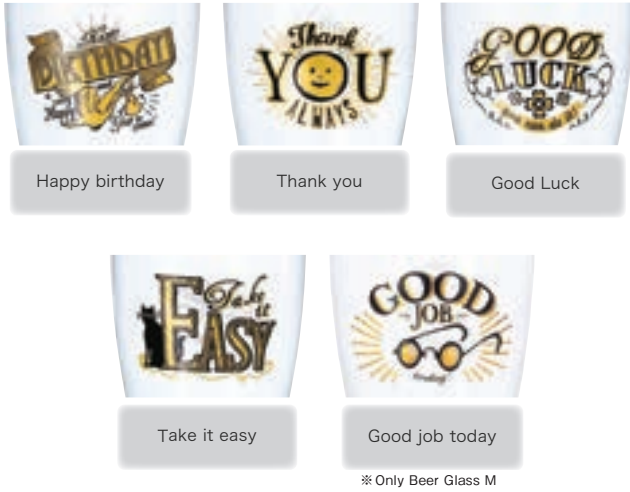 BIRTHDAY
Thank
YOU
ALWAYS
GOOD
LUCK
Happy birthday
Thank you
Good Luck
Take
it
EASY
GOOD
JOB
today
Take it easy
Good job today
※Only Beer Glass M